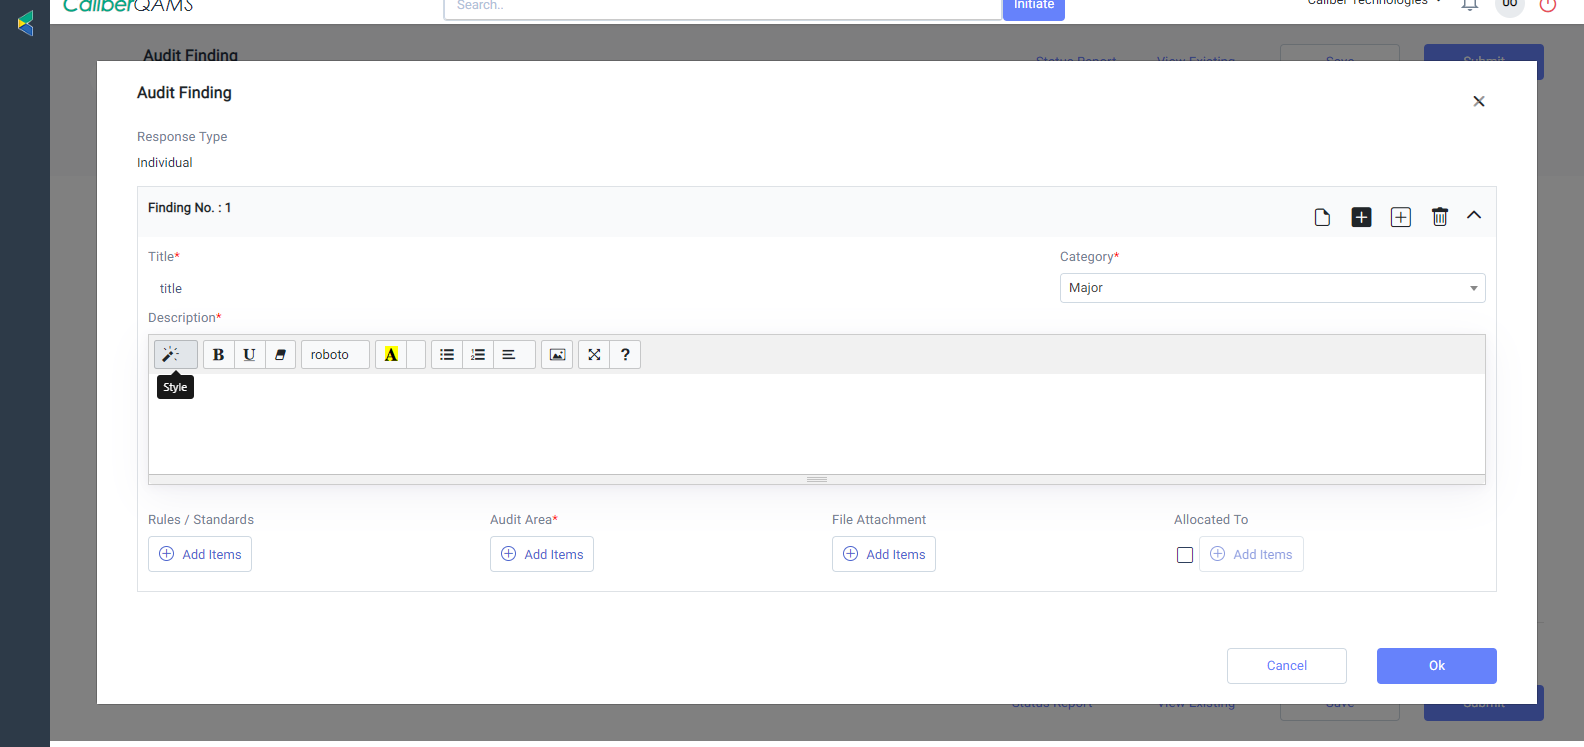 CaliberQAMS
Search..
Initiate
Caliber Technologies
Audit Finding
Status Report
View Existing
Save
Submit
Audit Finding
Response Type
Individual
Finding No. : 1
Title*
Category*
title
Major
Description*
B
U
roboto
A
?
Style
Rules / Standards
Audit Area*
File Attachment
Allocated To
Add Items
Add Items
Add Items
Add Items
Cancel
Ok
Status Report
View Existing
Save
Submit